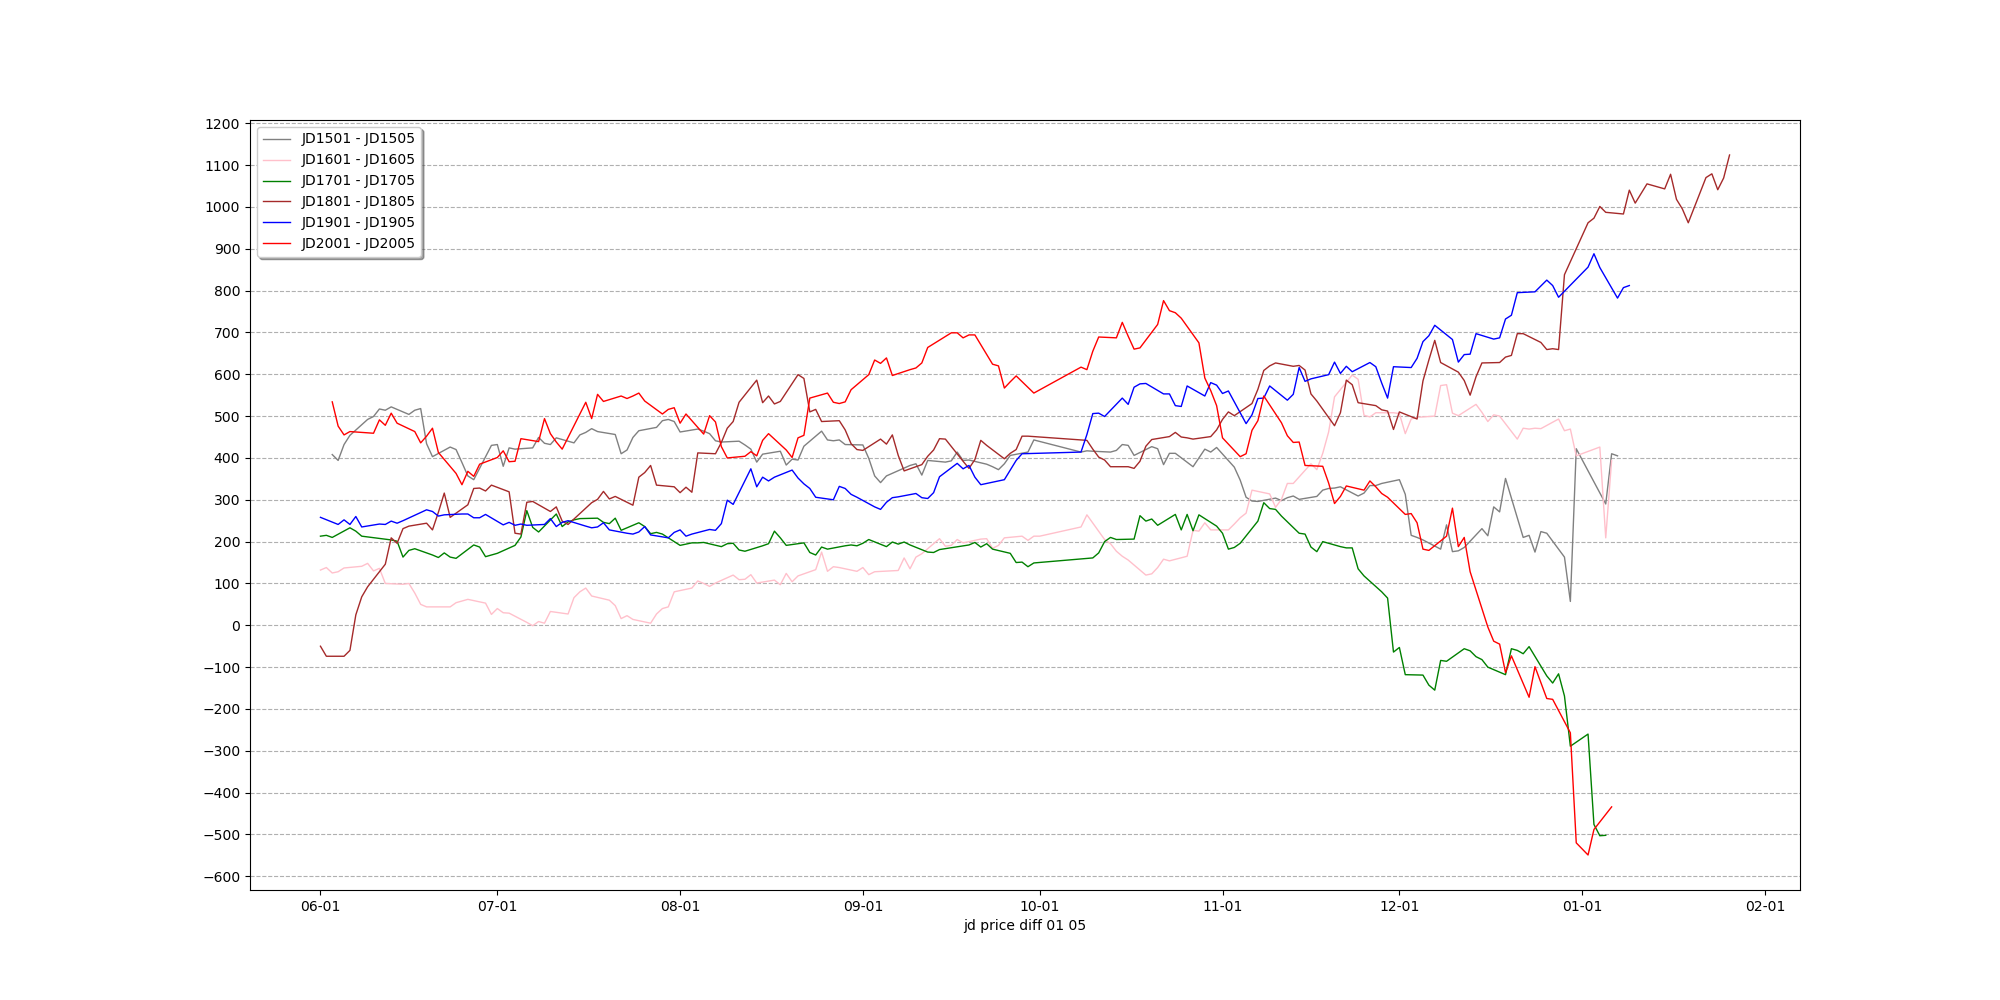 1200
1100
1000
900
800
700
600
500
400
300
200
100
0
−100
−200
−300
−400
−500
−600
JD1501 - JD1505
JD1601 - JD1605
JD1701 - JD1705
JD1801 - JD1805
JD1901 - JD1905
JD2001 - JD2005
06-01 07-01 08-01 09-01 10-01 11-01 12-01 01-01 02-01
jd price diff 01 05